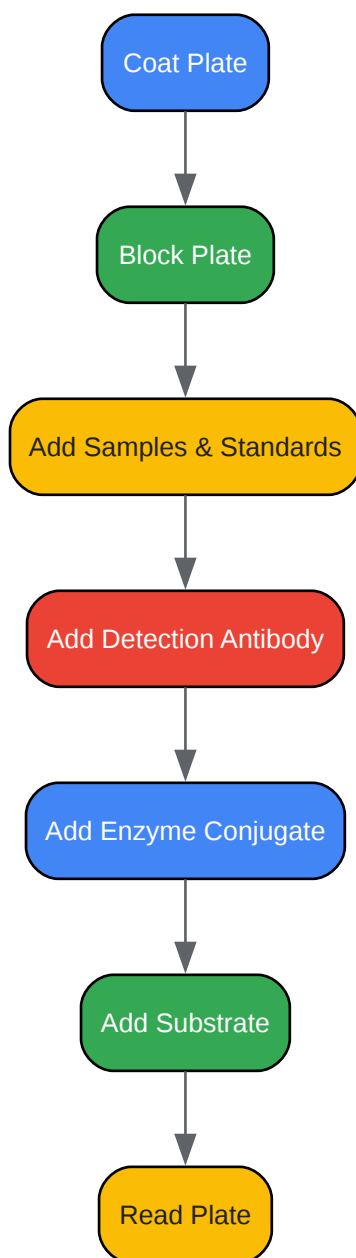 Coat Plate
Block Plate
Add Samples & Standards
Add Detection Antibody
Add Enzyme Conjugate
Add Substrate
Read Plate